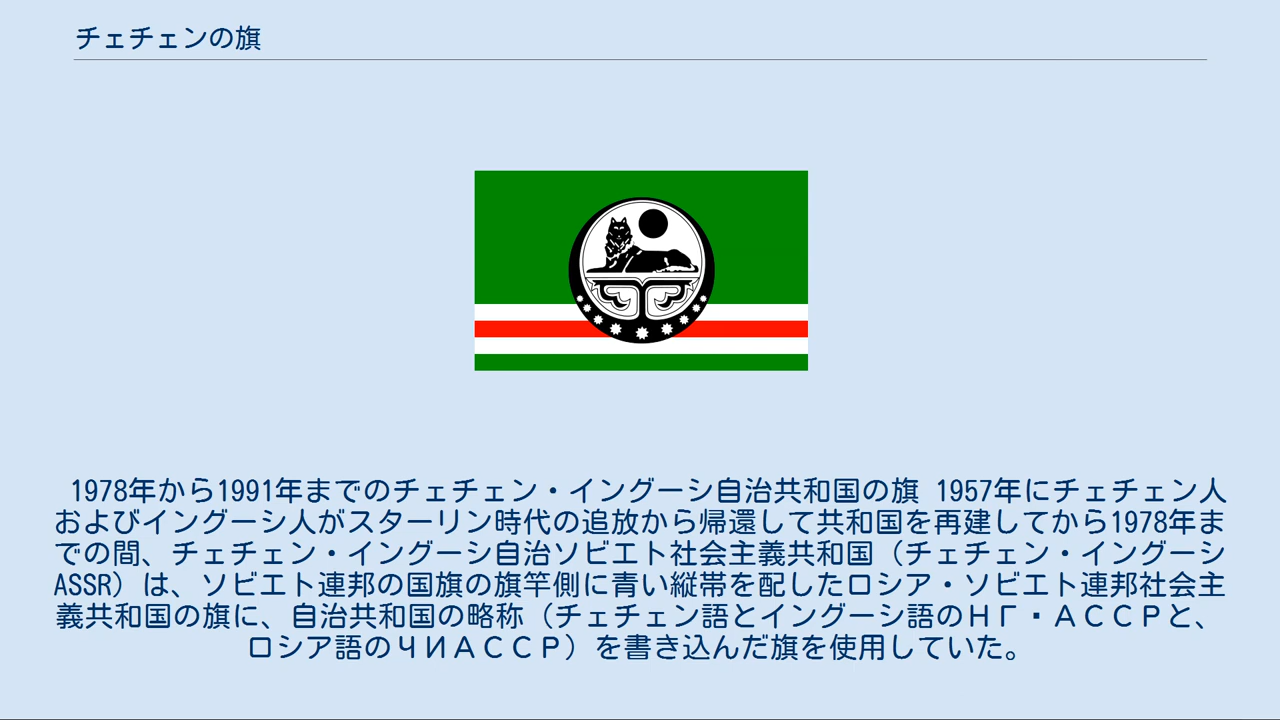 チェチェンの旗
1978年から1991年までのチェチェン・イングーシ自治共和国の旗 1957年にチェチェン人
およびイングーシ人がスターリン時代の追放から帰還して共和国を再建してから1978年ま
での間、チェチェン・イングーシ自治ソビエト社会主義共和国（チェチェン・イングーシ
ASSR）は、ソビエト連邦の国旗の旗竿側に青い縦帯を配したロシア・ソビエト連邦社会主
義共和国の旗に、自治共和国の略称（チェチェン語とイングーシ語のＨГ・ＡＣＣＰと、
ロシア語のЧИＡＣＣＰ）を書き込んだ旗を使用していた。